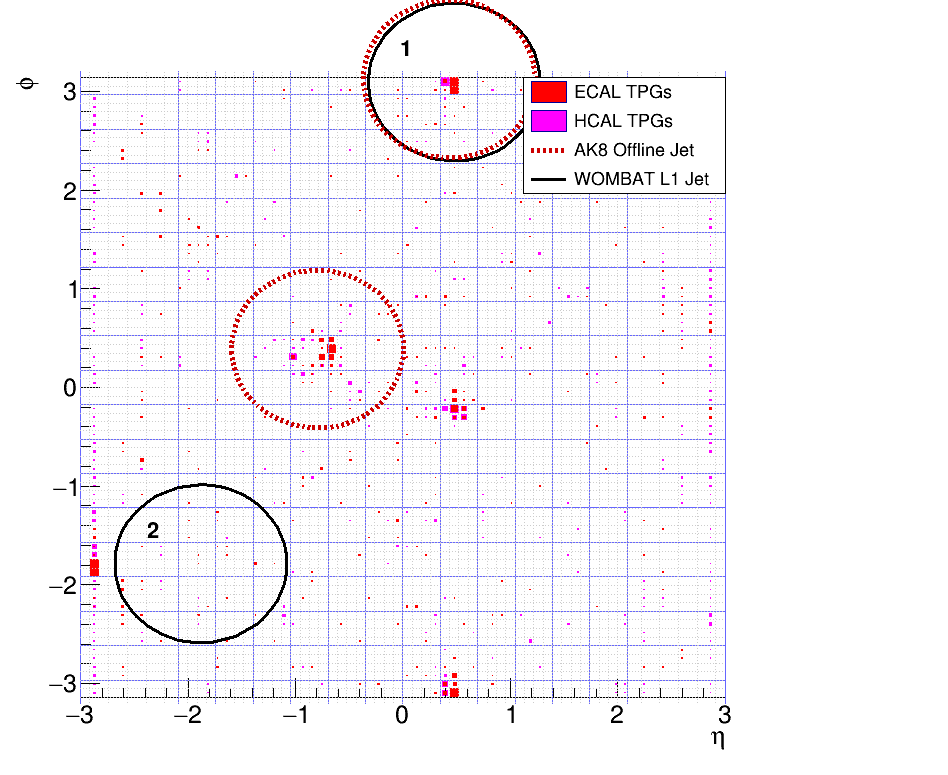 1
ϕ
3
ECAL TPGs
HCAL TPGs
AK8 Offline Jet
WOMBAT L1 Jet
2
1
0
−1
2
−2
−3
−3 −2 −1 0 1 2 3
η